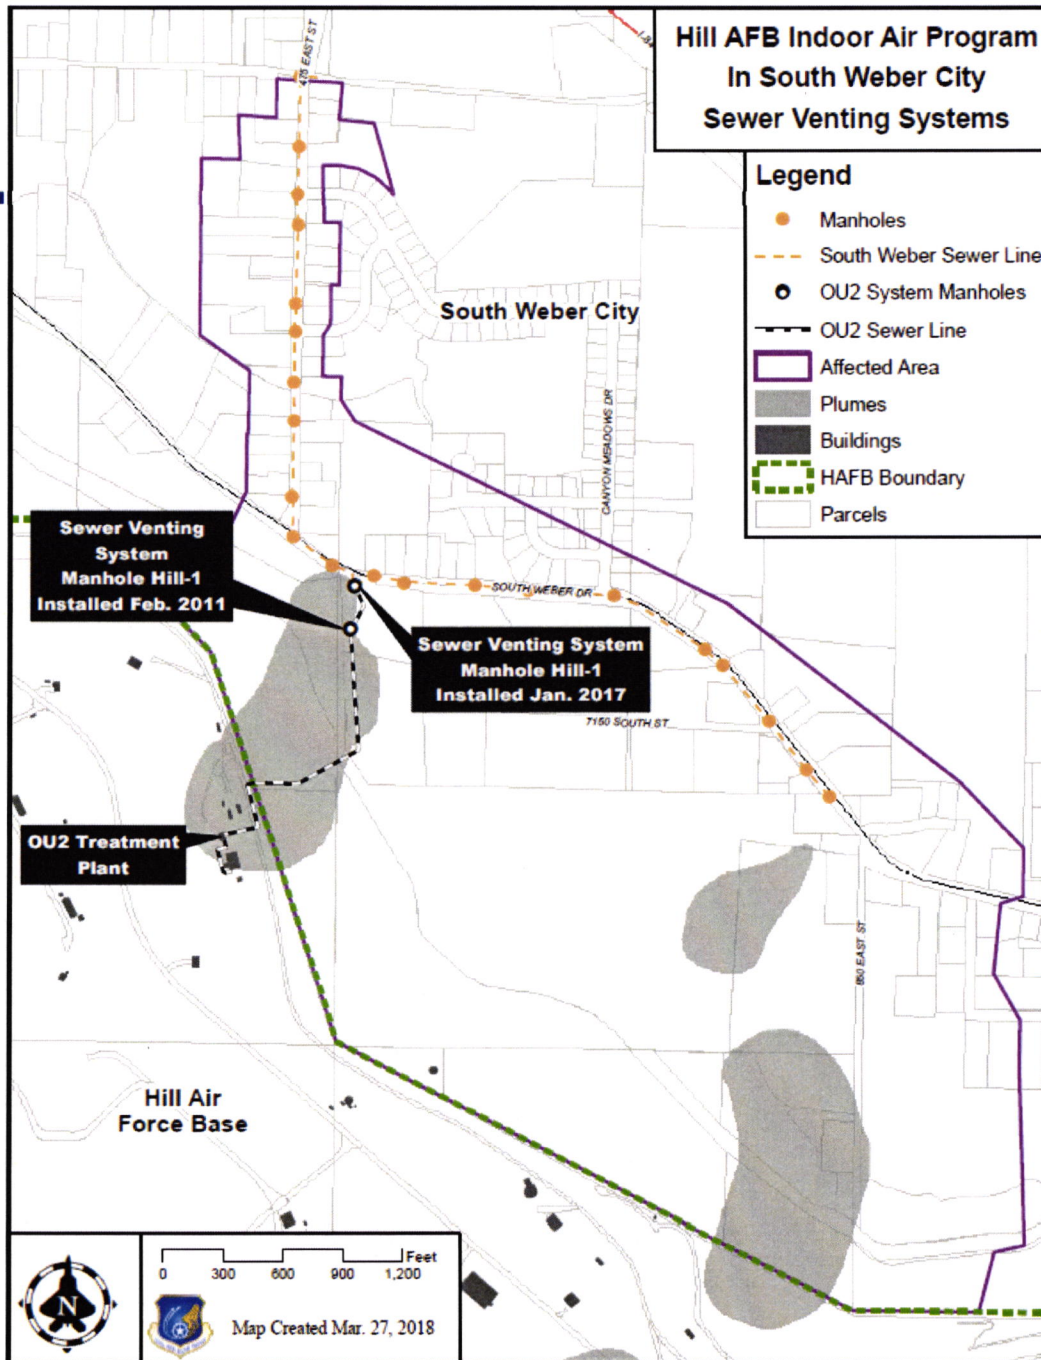 475 EAST ST
I-84
Hill AFB Indoor Air Program
In South Weber City
Sewer Venting Systems
Legend
Manholes
South Weber Sewer Line
OU2 System Manholes
OU2 Sewer Line
Affected Area
Plumes
Buildings
HAFB Boundary
Parcels
South Weber City
CANYON MEADOWS DR
Sewer Venting
System
Manhole Hill-1
Installed Feb. 2011
SOUTH WEBER DR
Sewer Venting System
Manhole Hill-1
Installed Jan. 2017
7150 SOUTH ST
OU2 Treatment
Plant
850 EAST ST
Hill Air
Force Base
N
Feet
0 300 600 900 1,200
Map Created Mar. 27, 2018